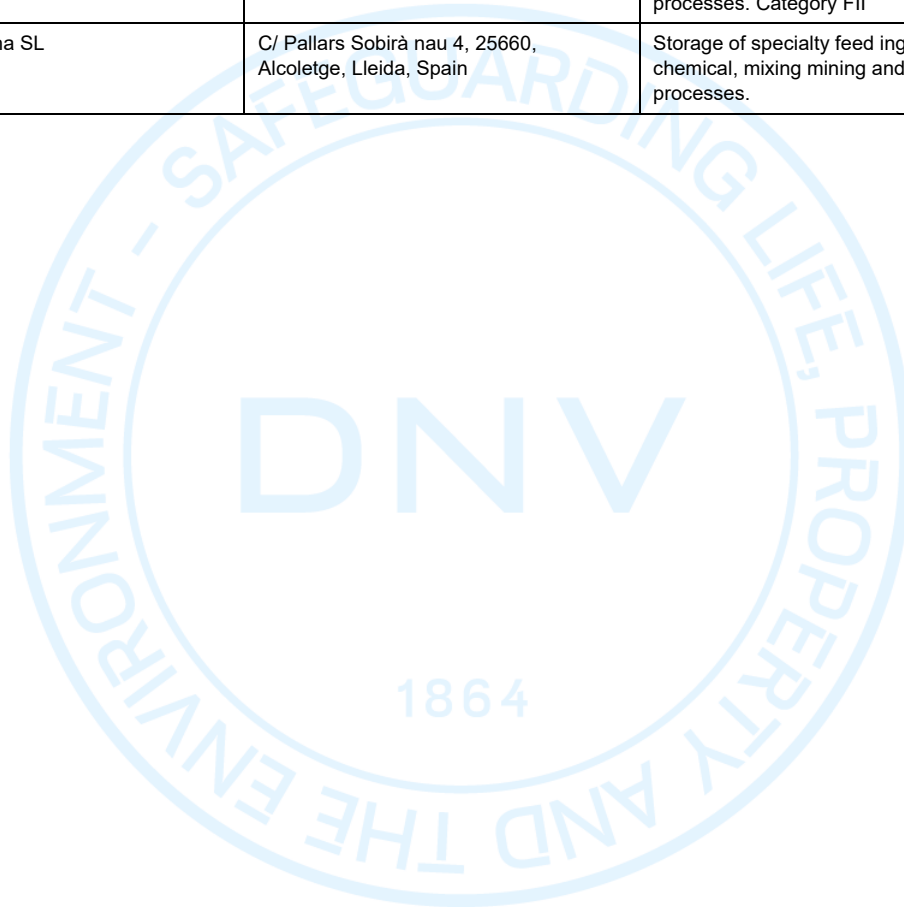 processes. Category FII
na SL
C/ Pallars Sobirà nau 4, 25660,
Alcoletge, Lleida, Spain
Storage of specialty feed ing
chemical, mixing mining and
processes.
SAFEGUARDING LIFE, PROPERTY AND THE ENVIRONMENT -
DNV
1864